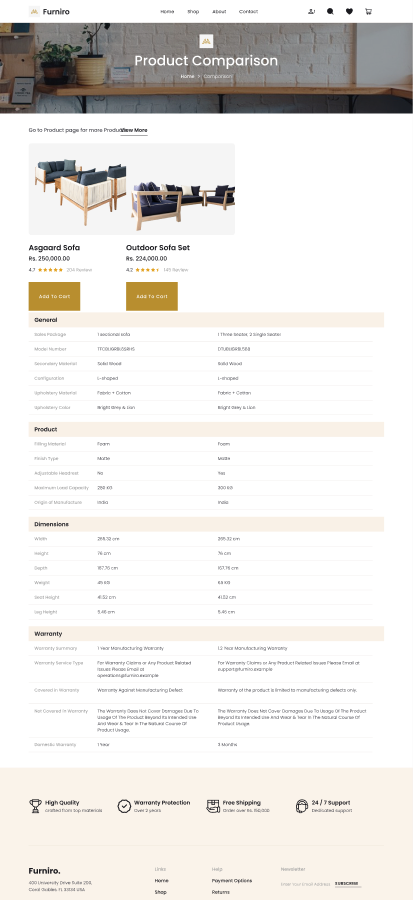 Furniro
Home Shop About Contact
Product Comparison
Home > Comparison
Go to Product page for more Produ View More
Asgaard Sofa
Rs. 250,000.00
4.7 204 Review
Outdoor Sofa Set
Rs. 224,000.00
4.2 145 Review
Add To Cart
Add To Cart
General
Sales Package 1 sectional sofa 1 Three Seater, 2 Single Seater
Model Number
Secondary Material Solid Wood Solid Wood
Configuration L-shaped L-shaped
Upholstery Material Fabric + Cotton Fabric + Cotton
Upholstery Color Bright Grey & Lion Bright Grey & Lion
Product
Filling Material Foam Foam
Finish Type Matte Matte
Adjustable Headrest No Yes
Maximum Load Capacity 280 KG 300 KG
Origin of Manufacture India India
Dimensions
Width 265.32 cm 265.32 cm
Height 76 cm 76 cm
Depth 167.76 cm 167.76 cm
Weight 45 KG 65 KG
Seat Height 41.52 cm 41.52 cm
Leg Height 5.46 cm 5.46 cm
Warranty
Warranty Summary 1 Year Manufacturing Warranty 1.2 Year Manufacturing Warranty
Warranty Service Type For Warranty Claims or Any Product Related For Warranty Claims or Any Product Related Issues Please Email at
Issues Please Email at support@furniro.example
operations@furniro.example
Covered in Warranty Warranty Against Manufacturing Defect Warranty of the product is limited to manufacturing defects only.
Not Covered in Warranty The Warranty Does Not Cover Damages Due To The Warranty Does Not Cover Damages Due To Usage Of The Product
Usage Of The Product Beyond Its Intended Use Beyond Its Intended Use And Wear & Tear In The Natural Course Of
And Wear & Tear In The Natural Course Of Product Usage.
Product Usage.
Domestic Warranty 1 Year 3 Months
High Quality
crafted from top materials
Warranty Protection
Over 2 years
Free Shipping
Order over Rs.
24 / 7 Support
Dedicated support
Furniro.
400 University Drive Suite 200,
Coral Gables FL 33134 USA.
Links
Home
Shop
Help
Payment Options
Returns
Newsletter
Enter Your Email Address SUBSCRIBE